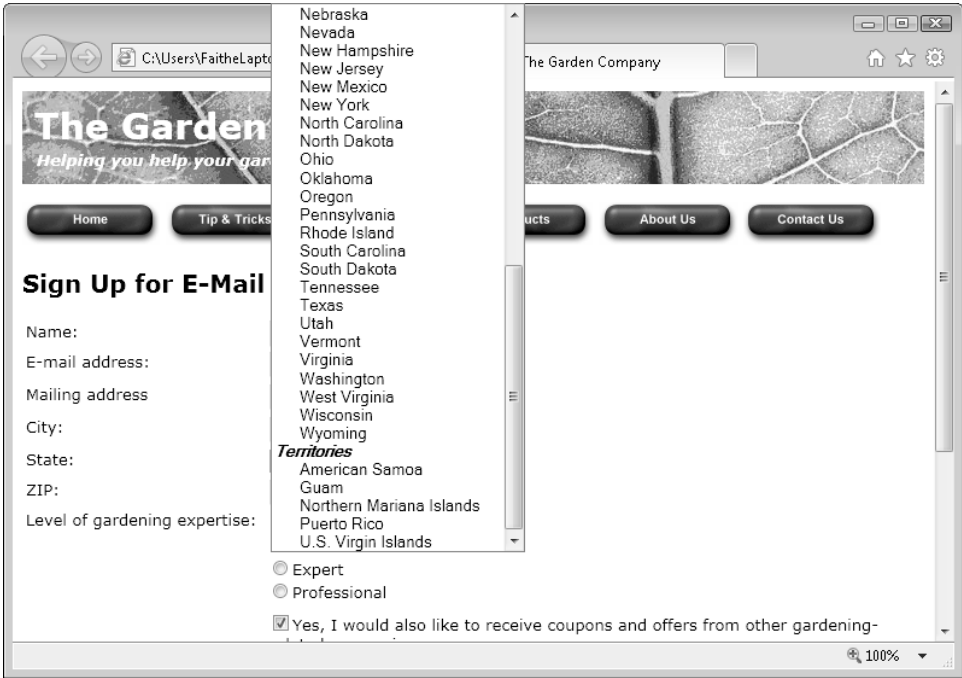 C:\Users\FaitheLapto
The Garden Company
The Garden
Helping you help your gar
Home
Tip & Tricks
ucts
About Us
Contact Us
Sign Up for E-Mail
Name:
E-mail address:
Mailing address
City:
State:
ZIP:
Level of gardening expertise:
Nebraska
Nevada
New Hampshire
New Jersey
New Mexico
New York
North Carolina
North Dakota
Ohio
Oklahoma
Oregon
Pennsylvania
Rhode Island
South Carolina
South Dakota
Tennessee
Texas
Utah
Vermont
Virginia
Washington
West Virginia
Wisconsin
Wyoming
Territories
American Samoa
Guam
Northern Mariana Islands
Puerto Rico
U.S. Virgin Islands
Expert
Professional
Yes, I would also like to receive coupons and offers from other gardening-
100%